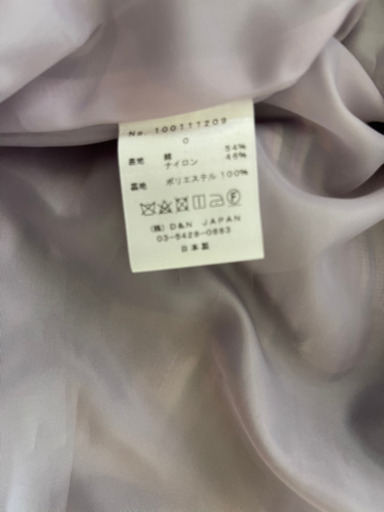 No. 100111209
0
表地 綿 54%
ナイロン 46%
裏地 ポリエステル 100%
(株) D&N JAPAN
03-5428-0883
日本製